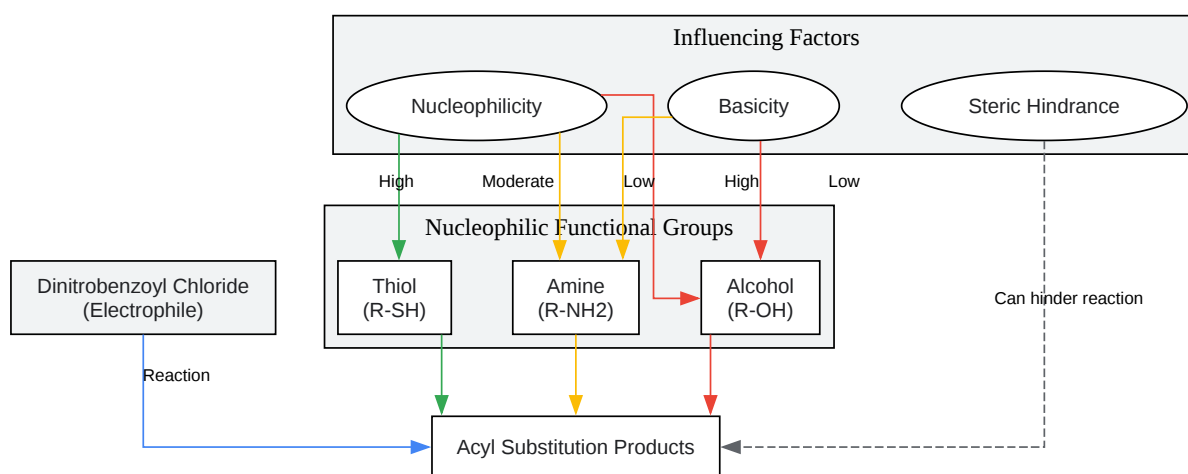 Influencing Factors
Nucleophilicity
Basicity
Steric Hindrance
High
Moderate
Low
High
Low
Nucleophilic Functional Groups
Dinitrobenzoyl Chloride
(Electrophile)
Thiol
(R-SH)
Amine
(R-NH2)
Alcohol
(R-OH)
Can hinder reaction
Reaction
Acyl Substitution Products